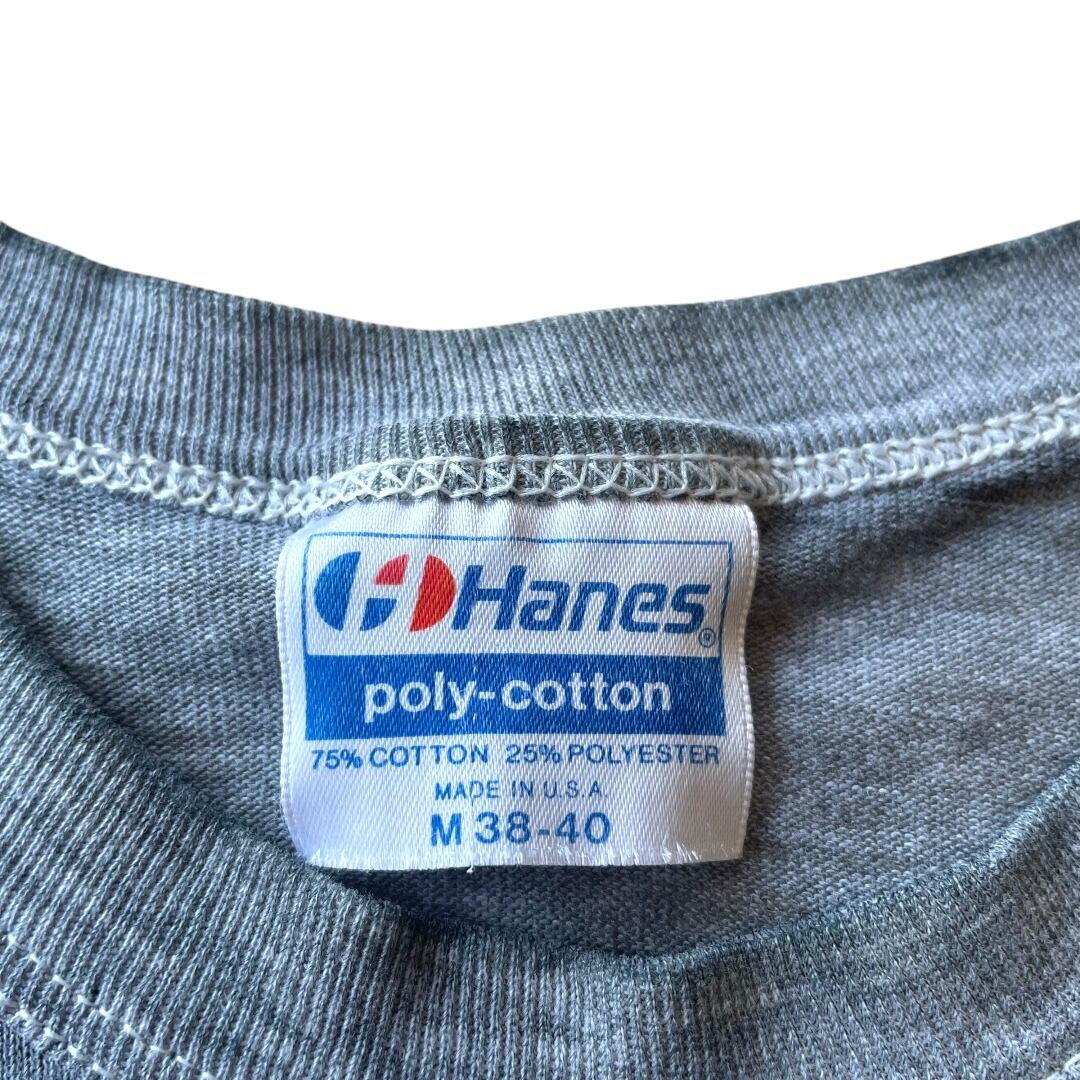 Hanes®
poly-cotton
75% COTTON 25% POLYESTER
MADE IN U.S.A.
M 38-40